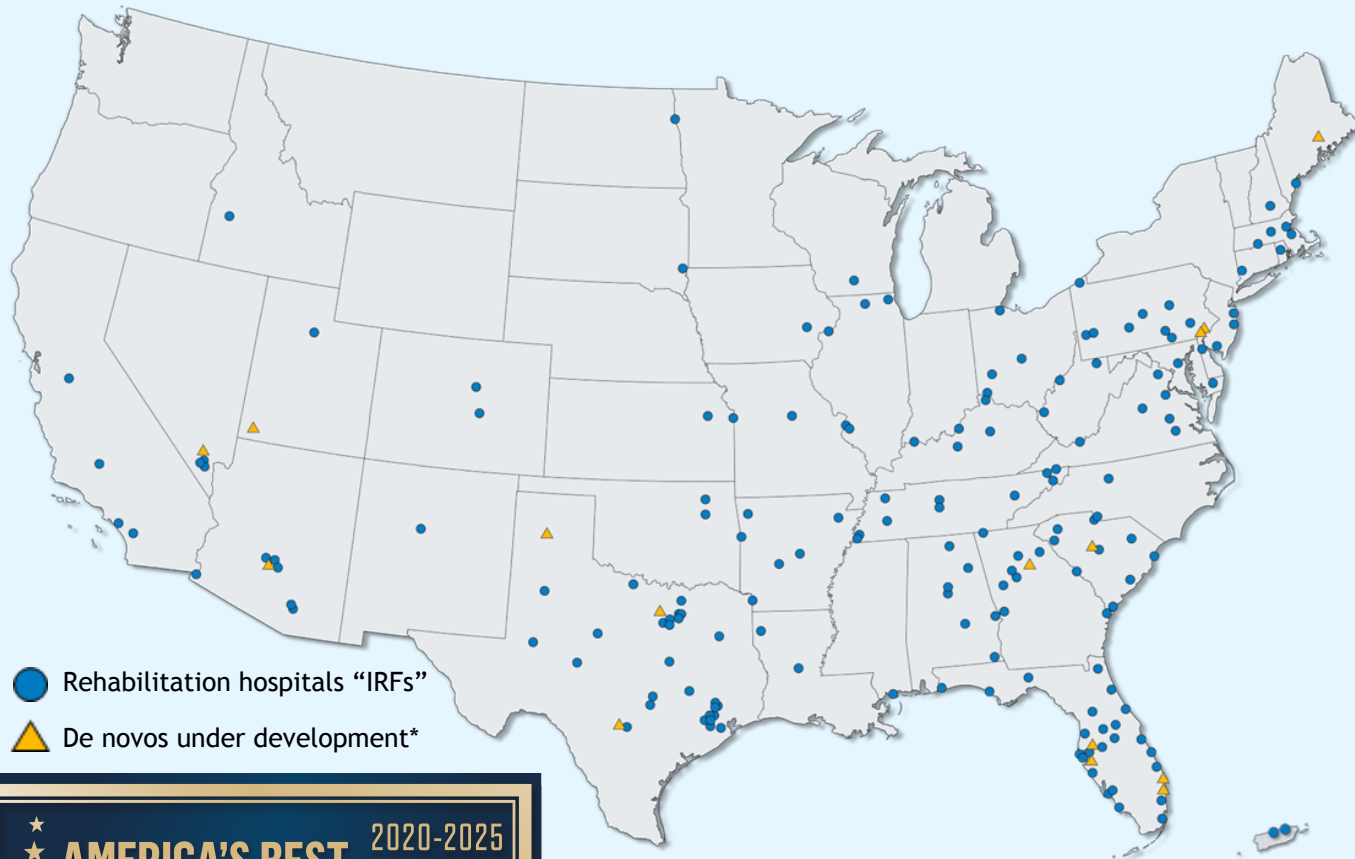 Rehabilitation hospitals “IRFs”
De novos under development*
2020-2025
AMERICA'S BEST